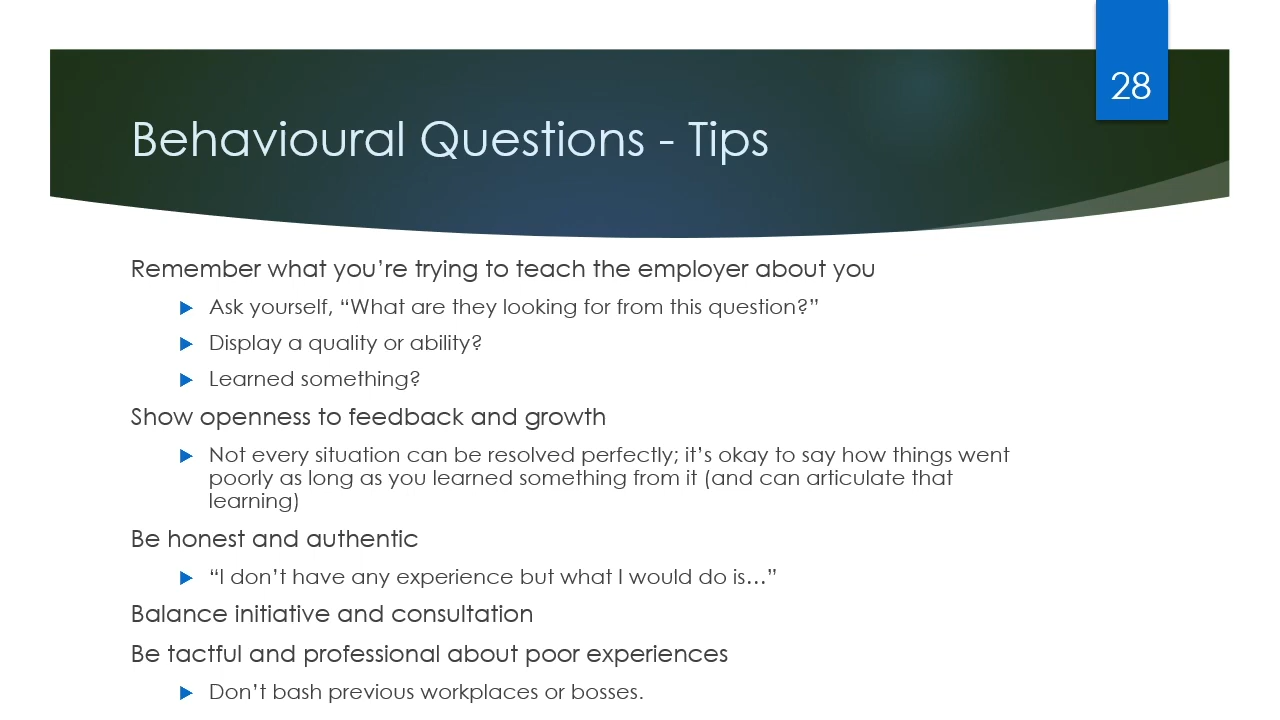 28
Behavioural Questions - Tips
Remember what you’re trying to teach the employer about you
Ask yourself, “What are they looking for from this question?”
Display a quality or ability?
Learned something?
Show openness to feedback and growth
Not every situation can be resolved perfectly; it’s okay to say how things went
poorly as long as you learned something from it (and can articulate that
learning)
Be honest and authentic
“I don’t have any experience but what I would do is…”
Balance initiative and consultation
Be tactful and professional about poor experiences
Don’t bash previous workplaces or bosses.